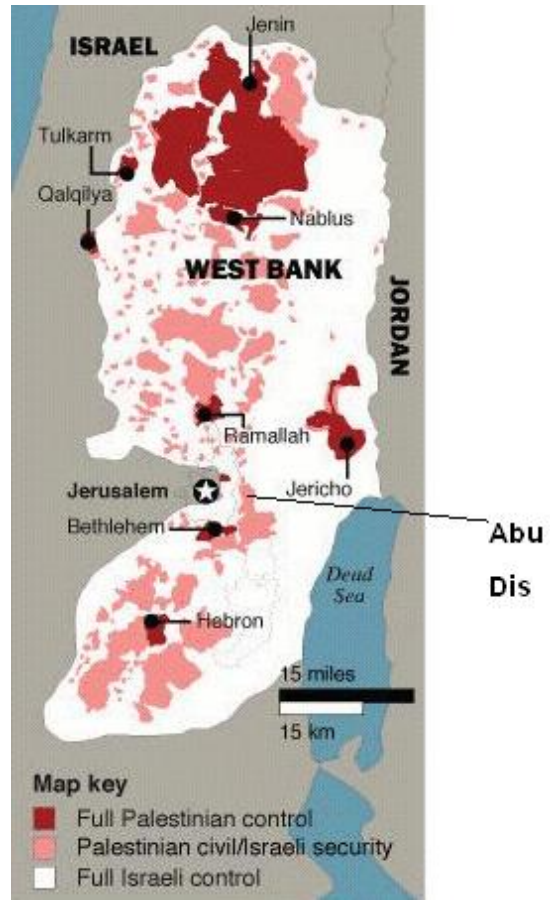 Jenin
ISRAEL
Tulkarm
Qalqilya
Nablus
WEST BANK
JORDAN
Ramallah
Jerusalem
Jericho
Bethlehem
Abu
Dis
Dead
Sea
Hebron
15 miles
15 km
Map key
Full Palestinian control
Palestinian civil/Israeli security
Full Israeli control